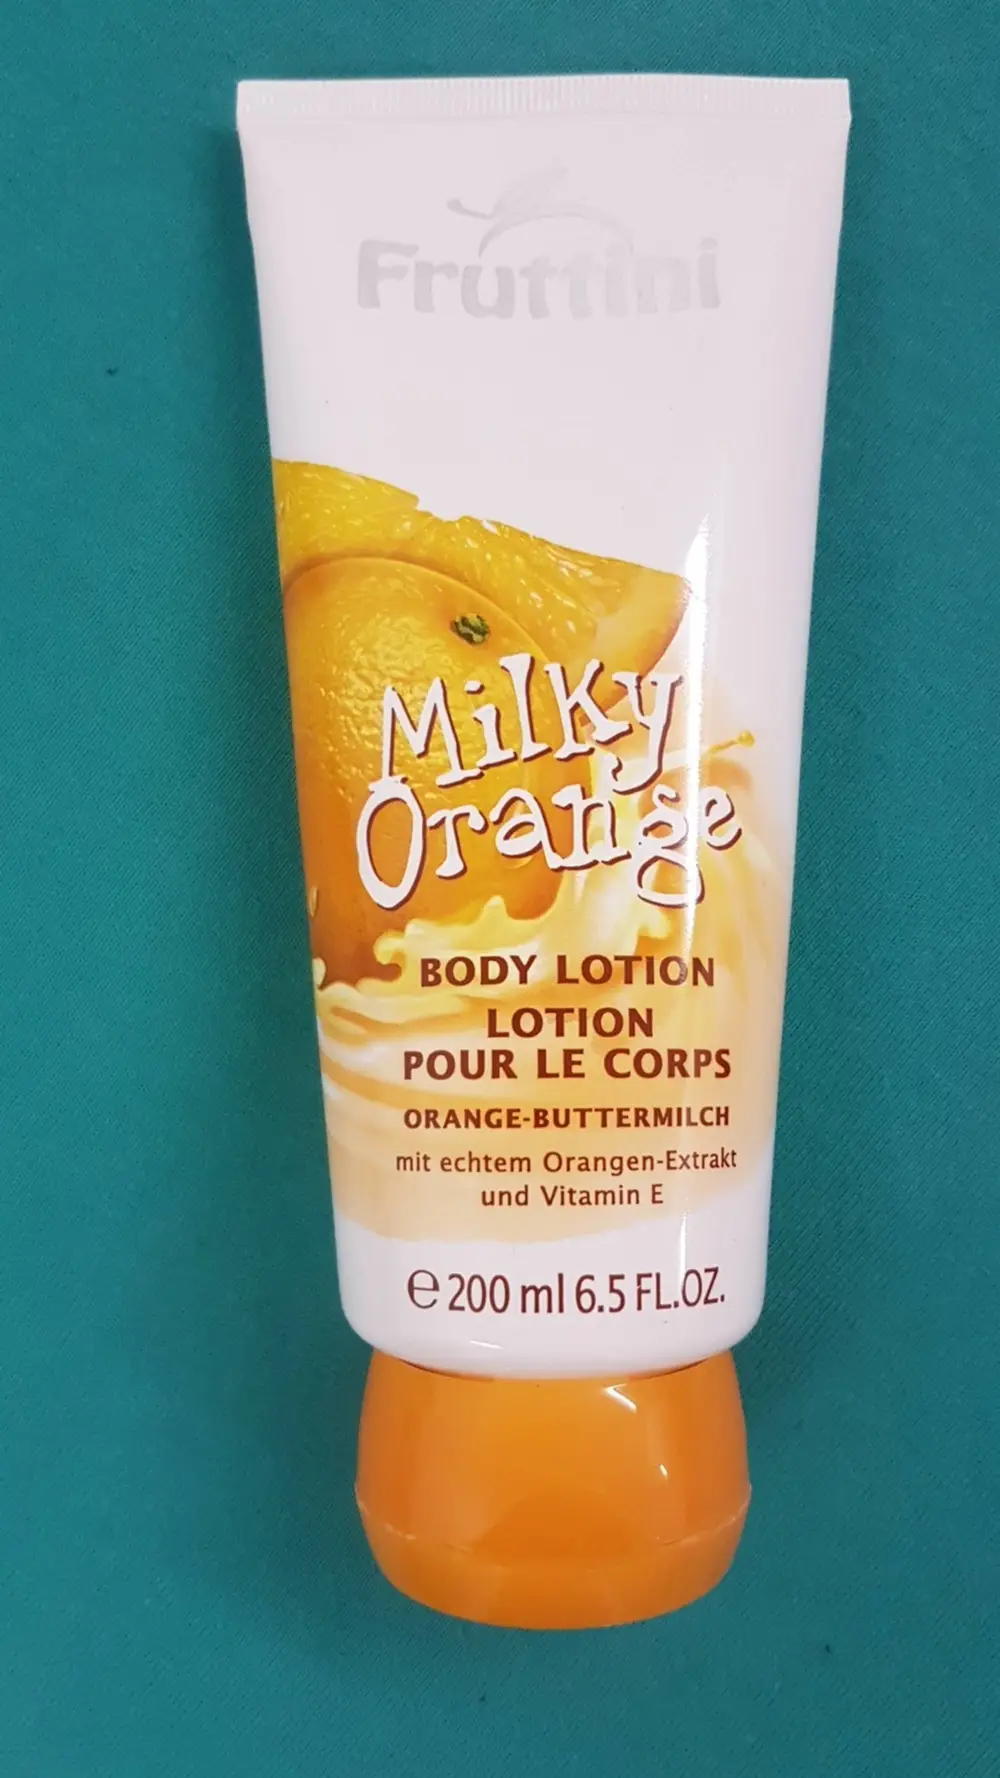 Fruttini
Milky
Orange
BODY LOTION
LOTION
POUR LE CORPS
ORANGE-BUTTERMILCH
mit echtem Orangen-Extrakt
und Vitamin E
℮ 200 ml 6.5 FL.OZ.